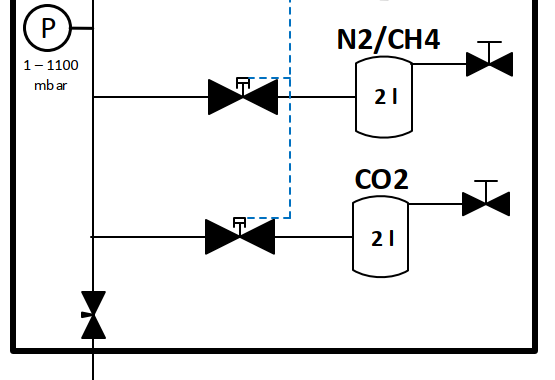 P
1 – 1100
mbar
N2/CH4
2 l
CO2
2 l